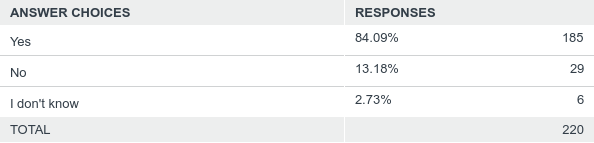 ANSWER CHOICES RESPONSES
Yes 84.09% 185
No 13.18% 29
I don't know 2.73% 6
TOTAL 220